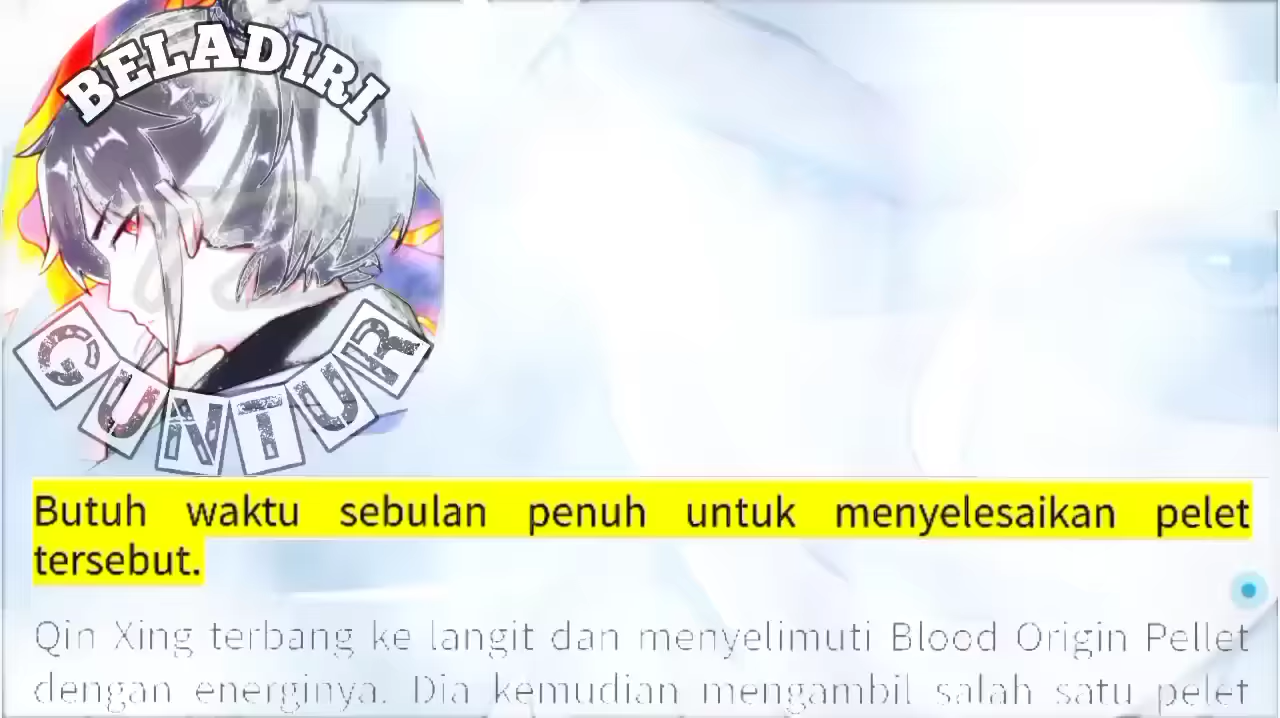 BELADIRI
GUNTUR
Butuh waktu sebulan penuh untuk menyelesaikan pelet
tersebut.
Qin Xing terbang ke langit dan menyelimuti Blood Origin Pellet
dengan energinya. Dia kemudian mengambil salah satu pelet